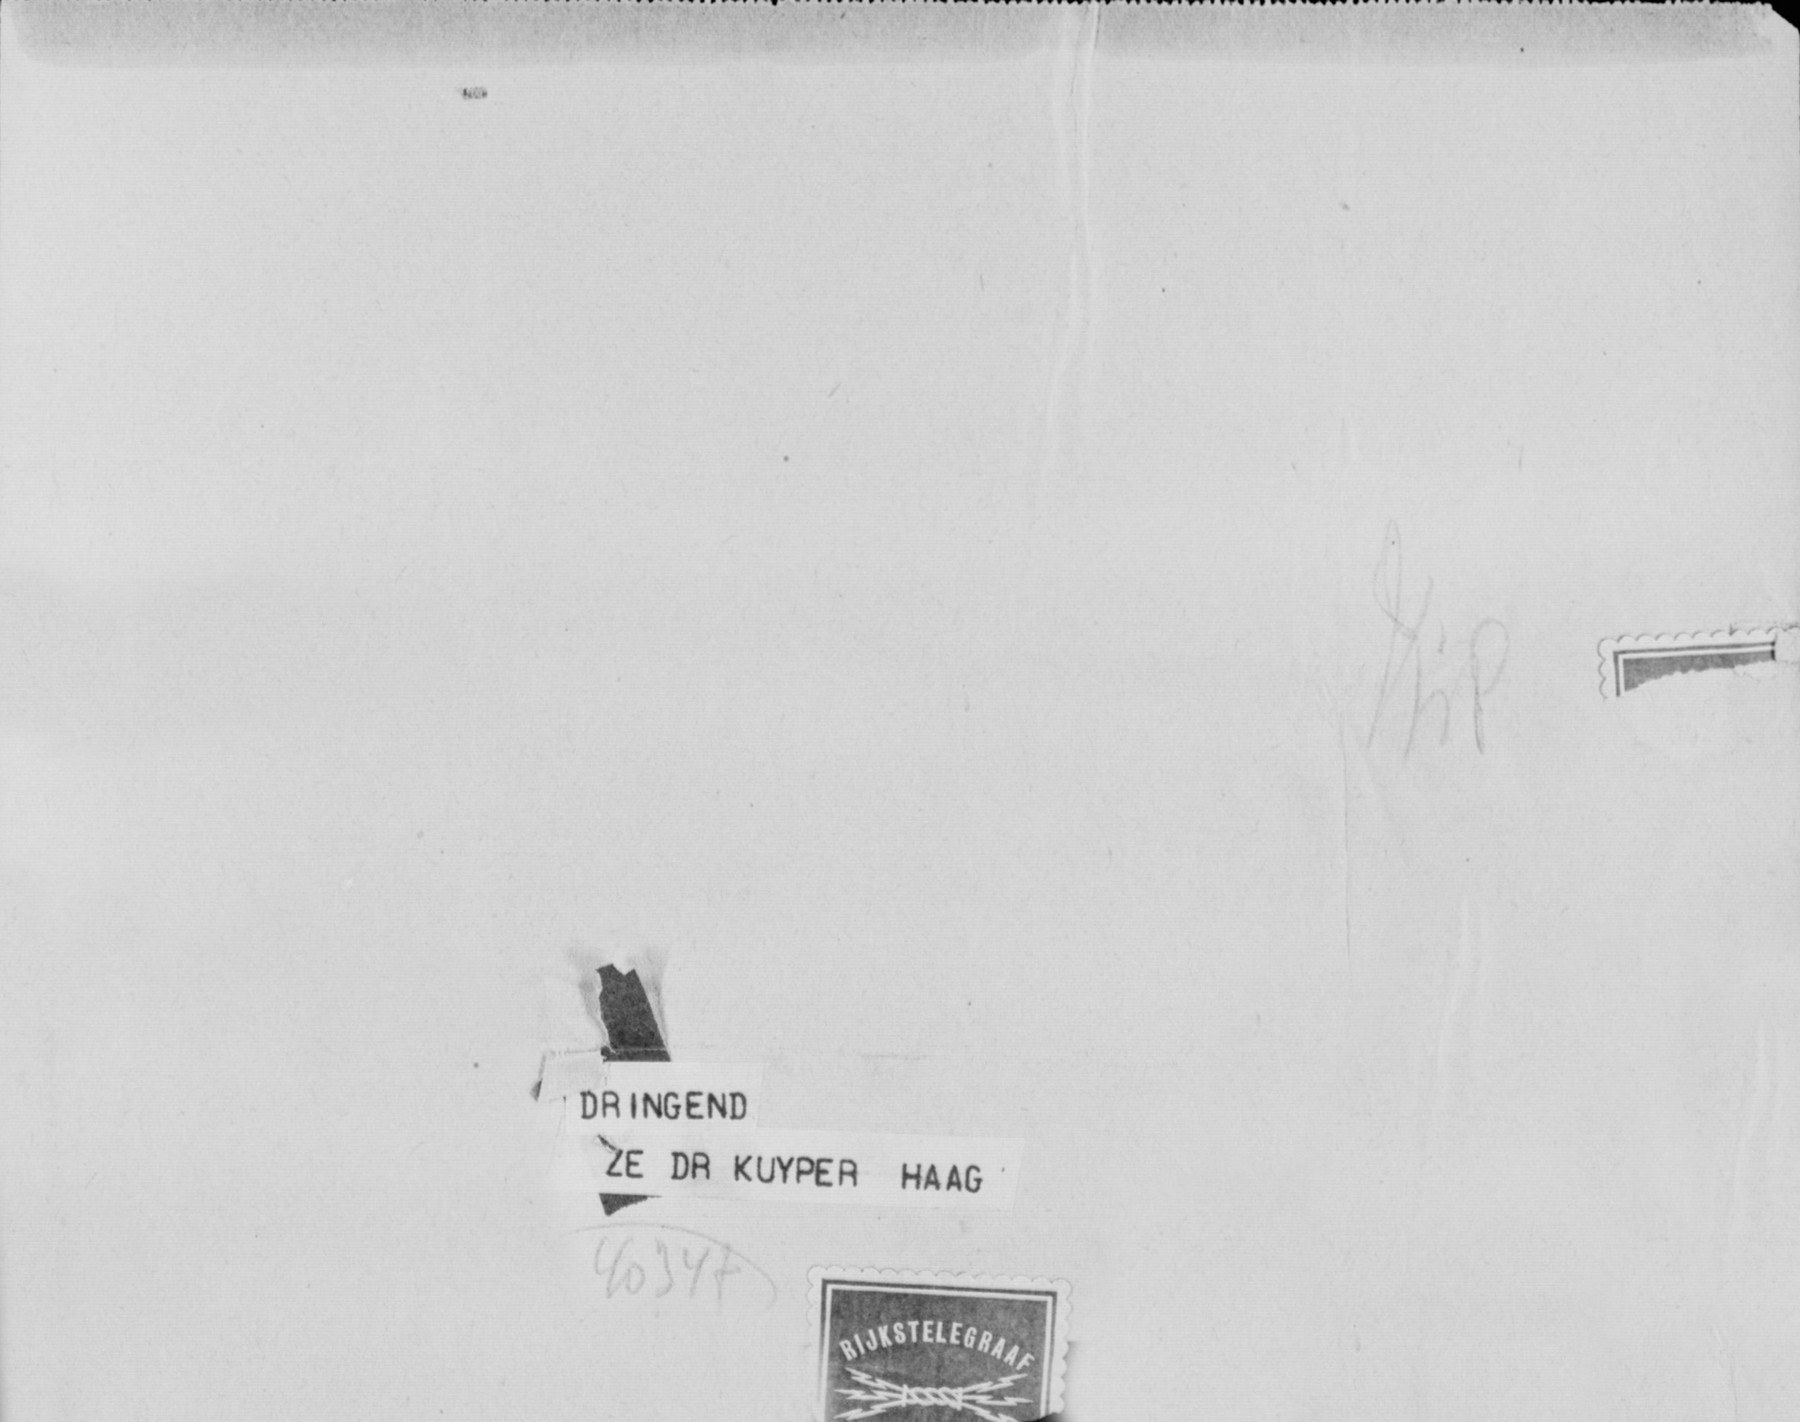 DRINGEND
ZE DR KUYPER HAAG
40347
RIJKSTELEGRAAF